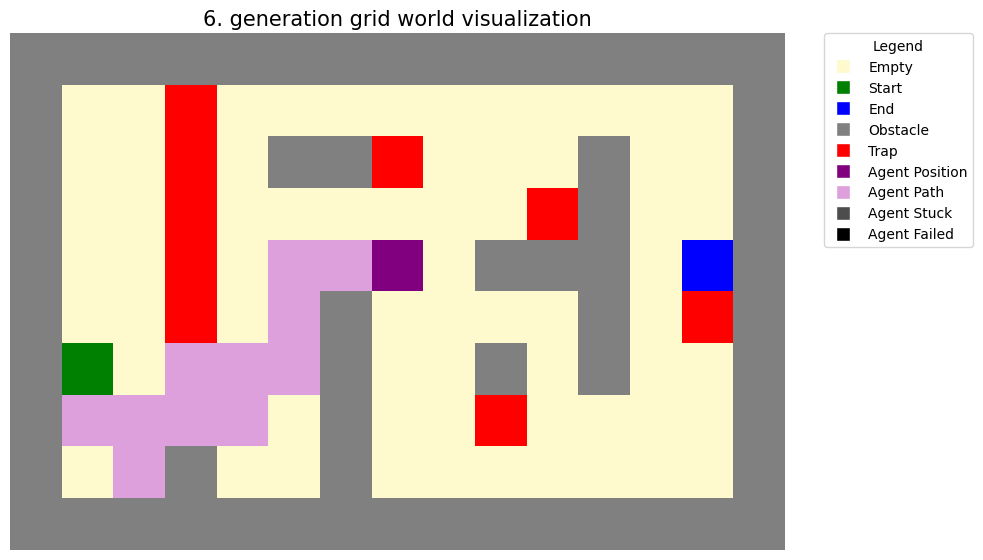 6. generation grid world visualization
Legend
Empty
Start
End
Obstacle
Trap
Agent Position
Agent Path
Agent Stuck
Agent Failed